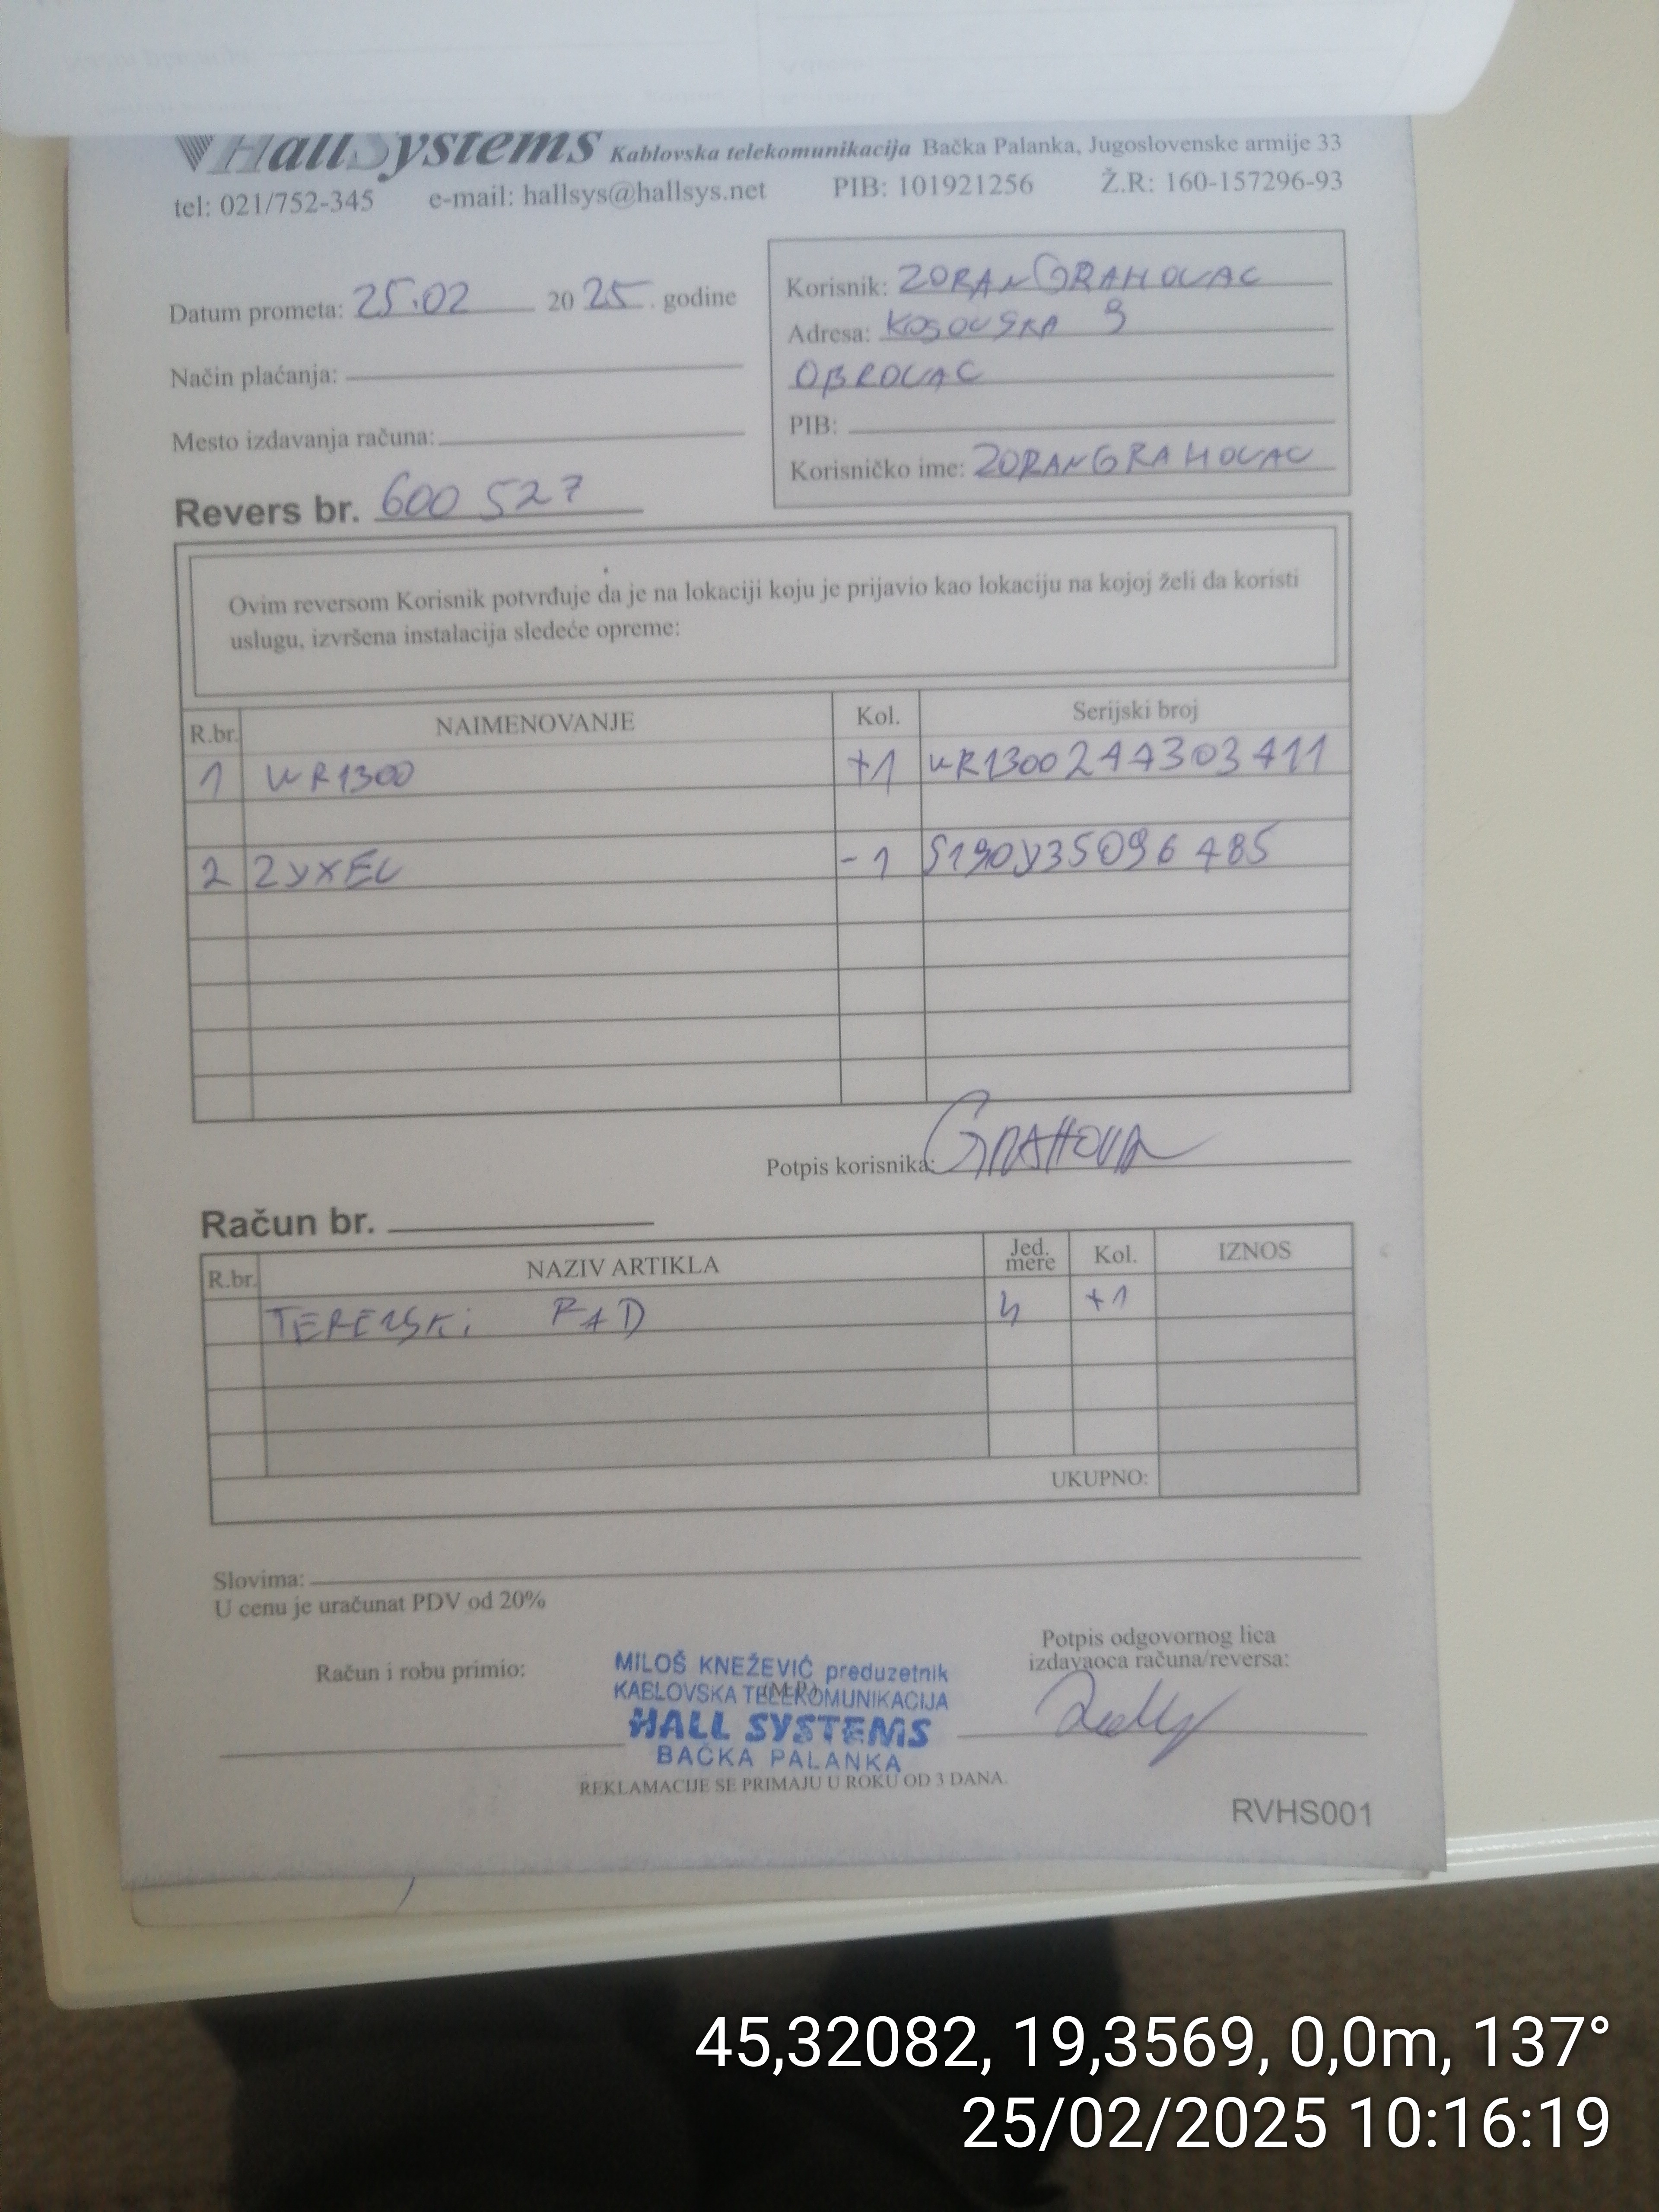 HallSystems Kablovska telekomunikacija Bačka Palanka, Jugoslovenske armije 33
tel: 021/752-345 e-mail: hallsys@hallsys.net PIB: 101921256 Ž.R: 160-157296-93
Datum prometa: 25.02 2025. godine
Način plaćanja:
Mesto izdavanja računa:
Revers br. 600 527
Korisnik: ZORAN GRAHOVAC
Adresa: KOSOVSKA 9
OBROVAC
PIB:
Korisničko ime: ZORANGRAHOVAC
Ovim reversom Korisnik potvrđuje da je na lokaciji koju je prijavio kao lokaciju na kojoj želi da koristi
uslugu, izvršena instalacija sledeće opreme:
R.br. NAIMENOVANJE Kol. Serijski broj
1 WR1300 +1
2 ZYXEL -1 S190Y35096485
Potpis korisnika:
Račun br.
R.br. NAZIV ARTIKLA Jed. mere Kol. IZNOS
TERENSKi RAD h +1
UKUPNO:
Slovima:
U cenu je uračunat PDV od 20%
Račun i robu primio:
(M.P.)
MILOŠ KNEŽEVIĆ preduzetnik
KABLOVSKA TELEKOMUNIKACIJA
HALL SYSTEMS
BAČKA PALANKA
Potpis odgovornog lica
izdavaoca računa/reversa:
REKLAMACIJE SE PRIMAJU U ROKU OD 3 DANA.
RVHS001
45,32082, 19,3569, 0,0m, 137°
25/02/2025 10:16:19